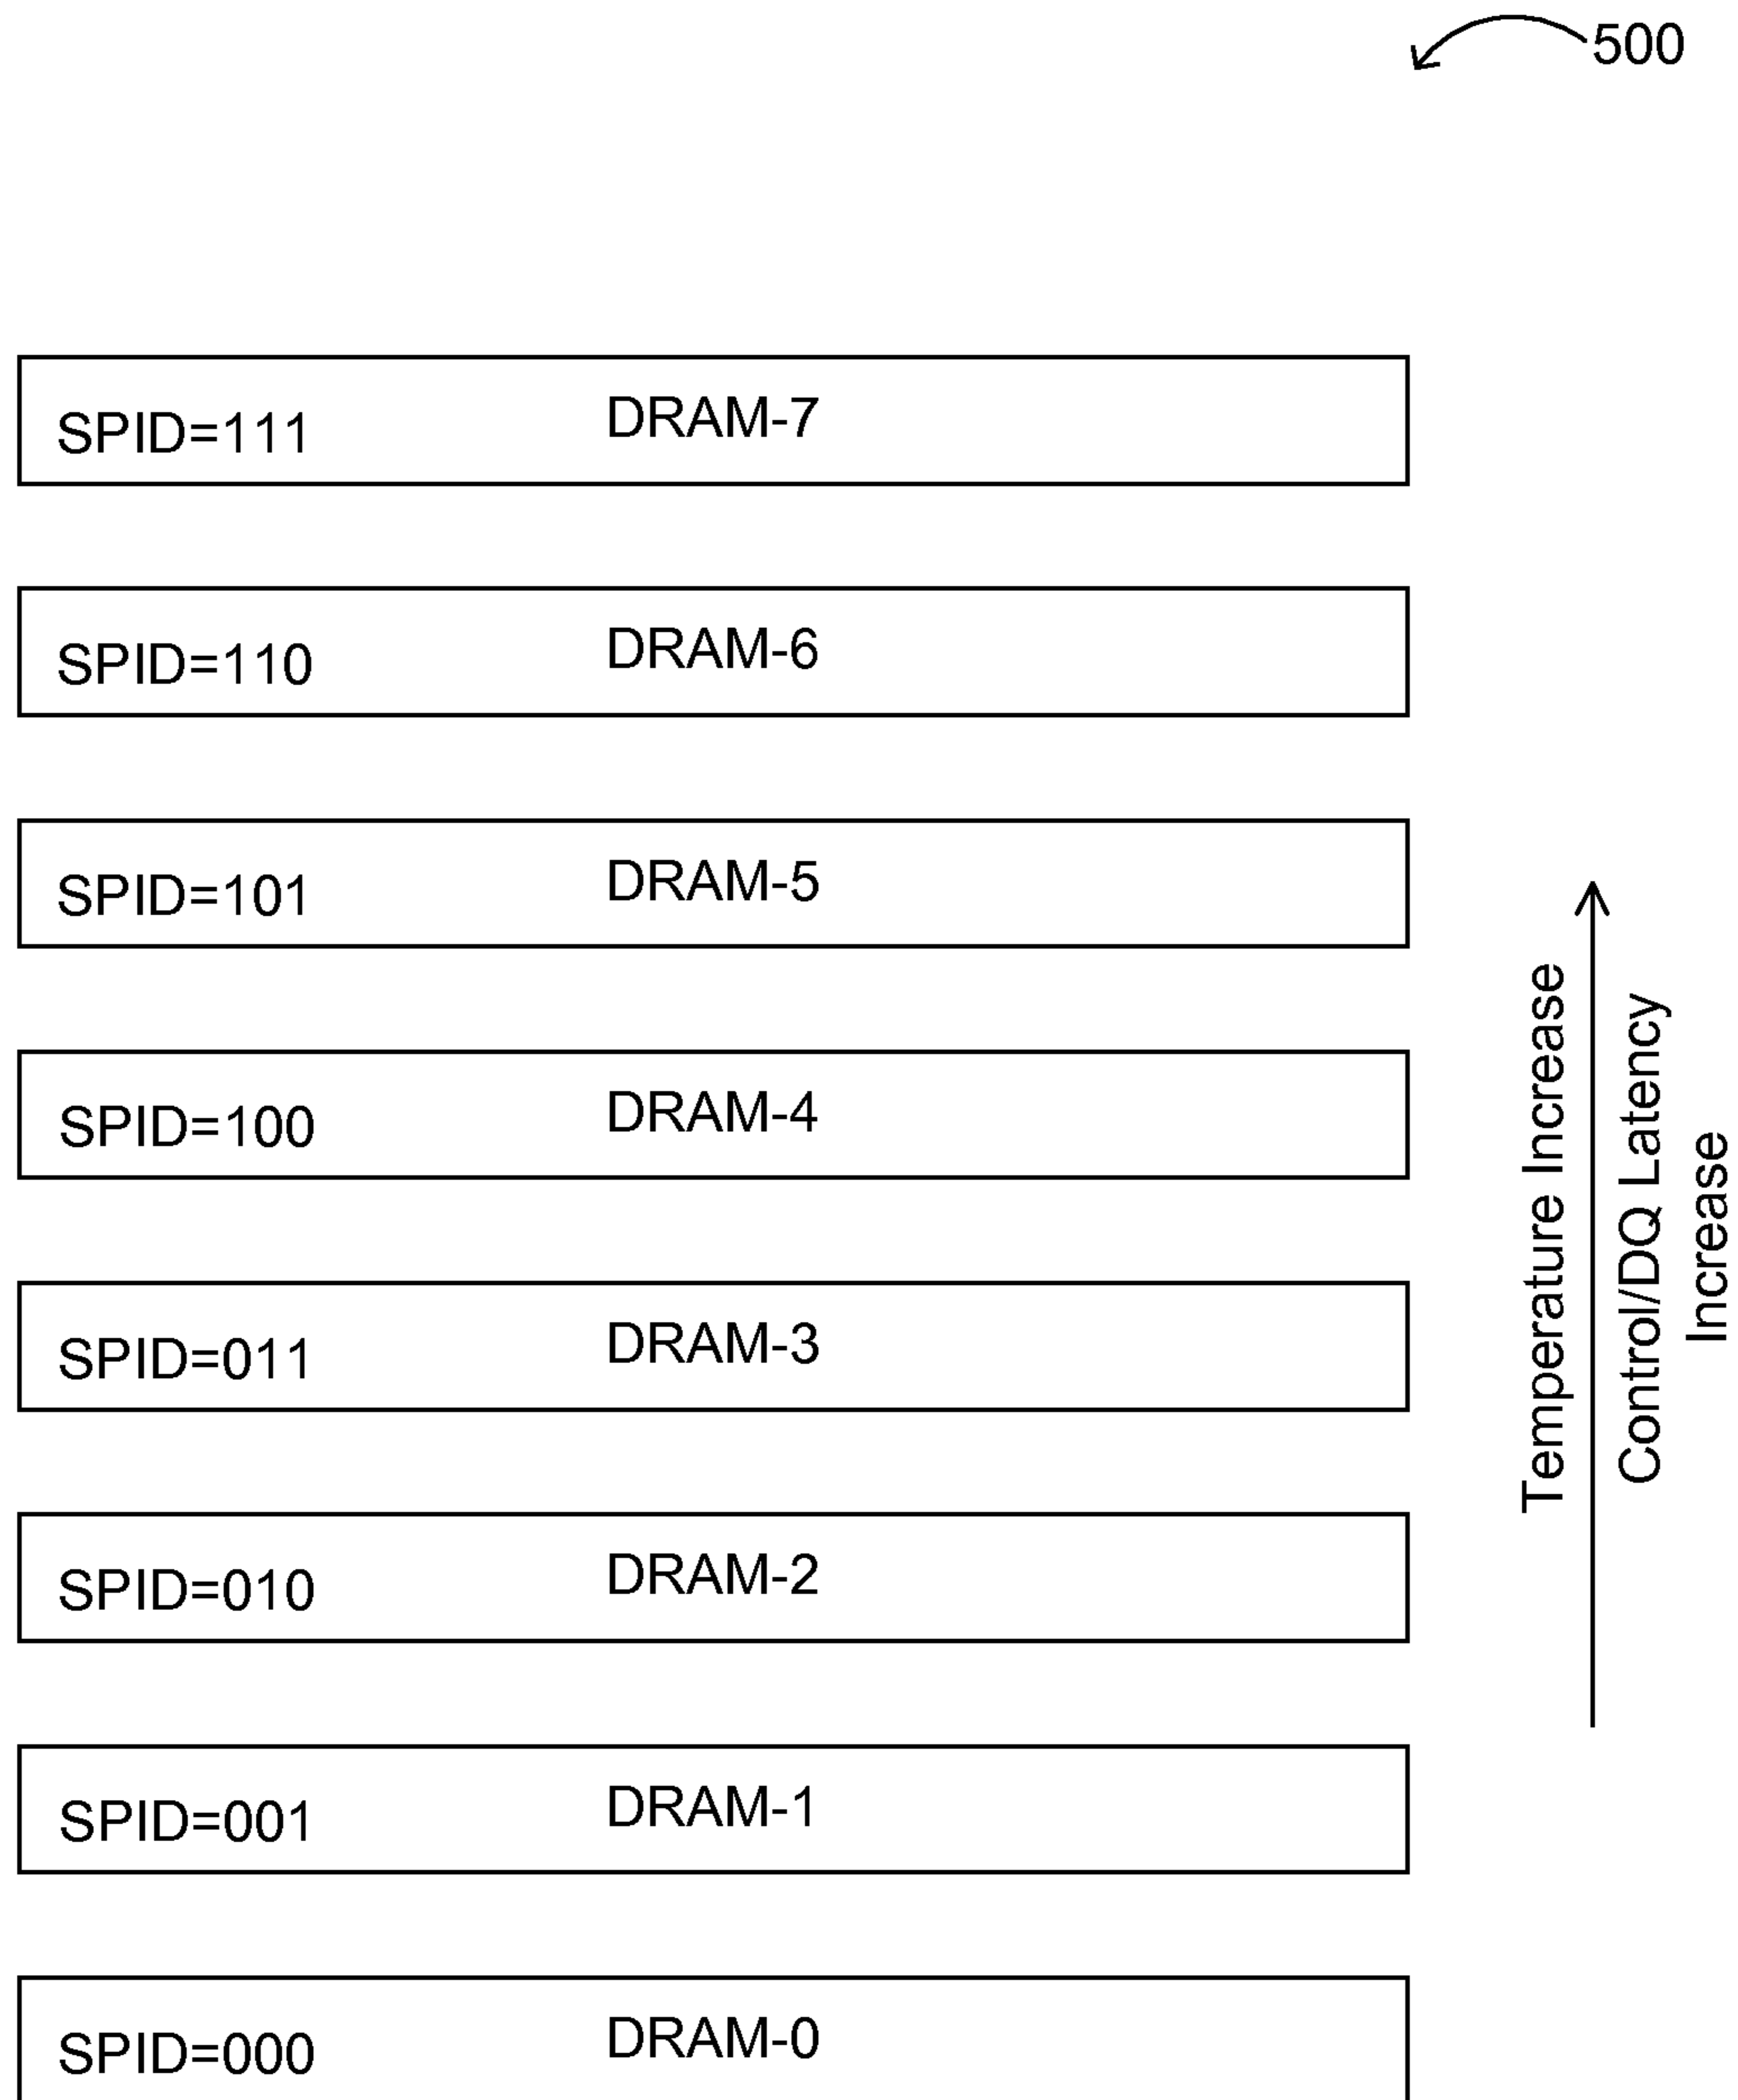 500
SPID=111 DRAM-7
SPID=110 DRAM-6
SPID=101 DRAM-5
SPID=100 DRAM-4
SPID=011 DRAM-3
SPID=010 DRAM-2
SPID=001 DRAM-1
SPID=000 DRAM-0
Temperature Increase
Control/DQ Latency
Increase